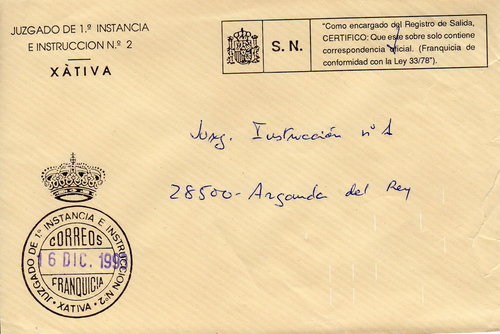 JUZGADO DE 1.ª INSTANCIA
E INSTRUCCION N.º 2
XÀTIVA
S. N.
"Como encargado del Registro de Salida,
CERTIFICO: Que este sobre solo contiene
correspondencia oficial. (Franquicia de
conformidad con la Ley 33/78").
Juzg. Instrucción nº 1
28500- Arganda del Rey
JUZGADO DE 1ª INSTANCIA E INSTRUCCION Nº 2
CORREOS
16 DIC. 199
FRANQUICIA
· XATIVA ·